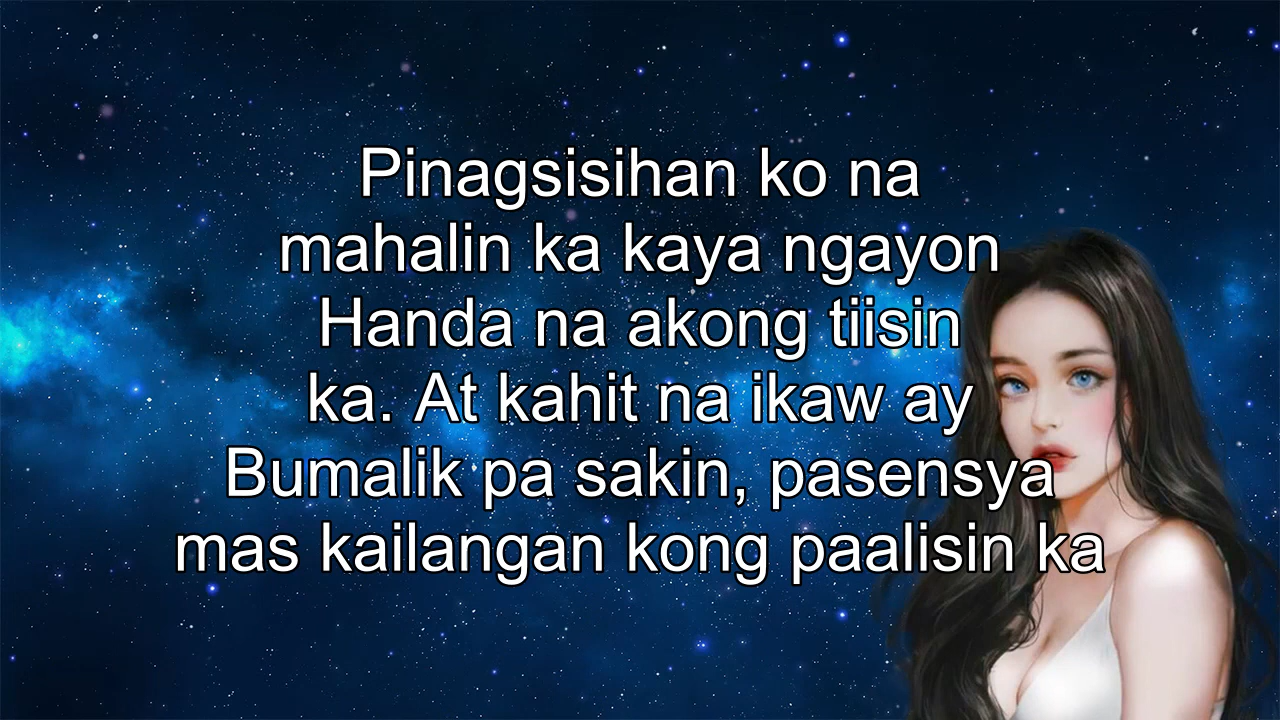 Pinagsisihan ko na
mahalin ka kaya ngayon
Handa na akong tiisin
ka. At kahit na ikaw ay
Bumalik pa sakin, pasensya
mas kailangan kong paalisin ka